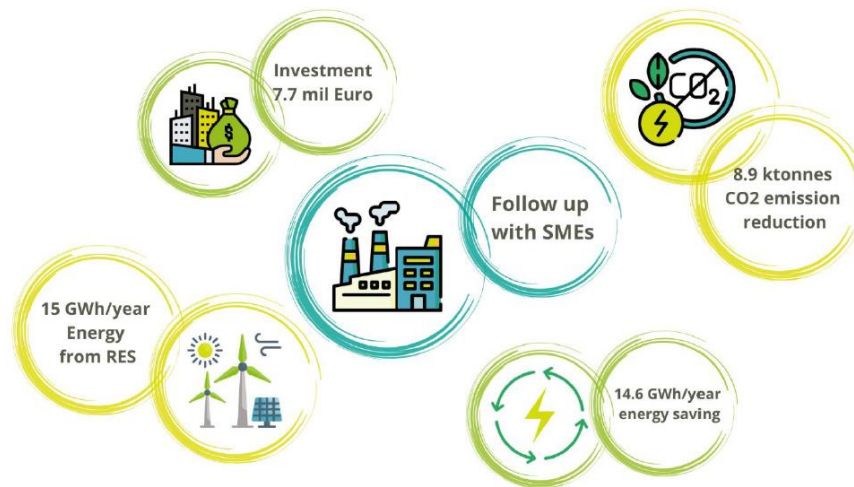 Investment
7.7 mil Euro
CO2
8.9 ktonnes
CO2 emission
reduction
Follow up
with SMEs
15 GWh/year
Energy
from RES
14.6 GWh/year
energy saving
$